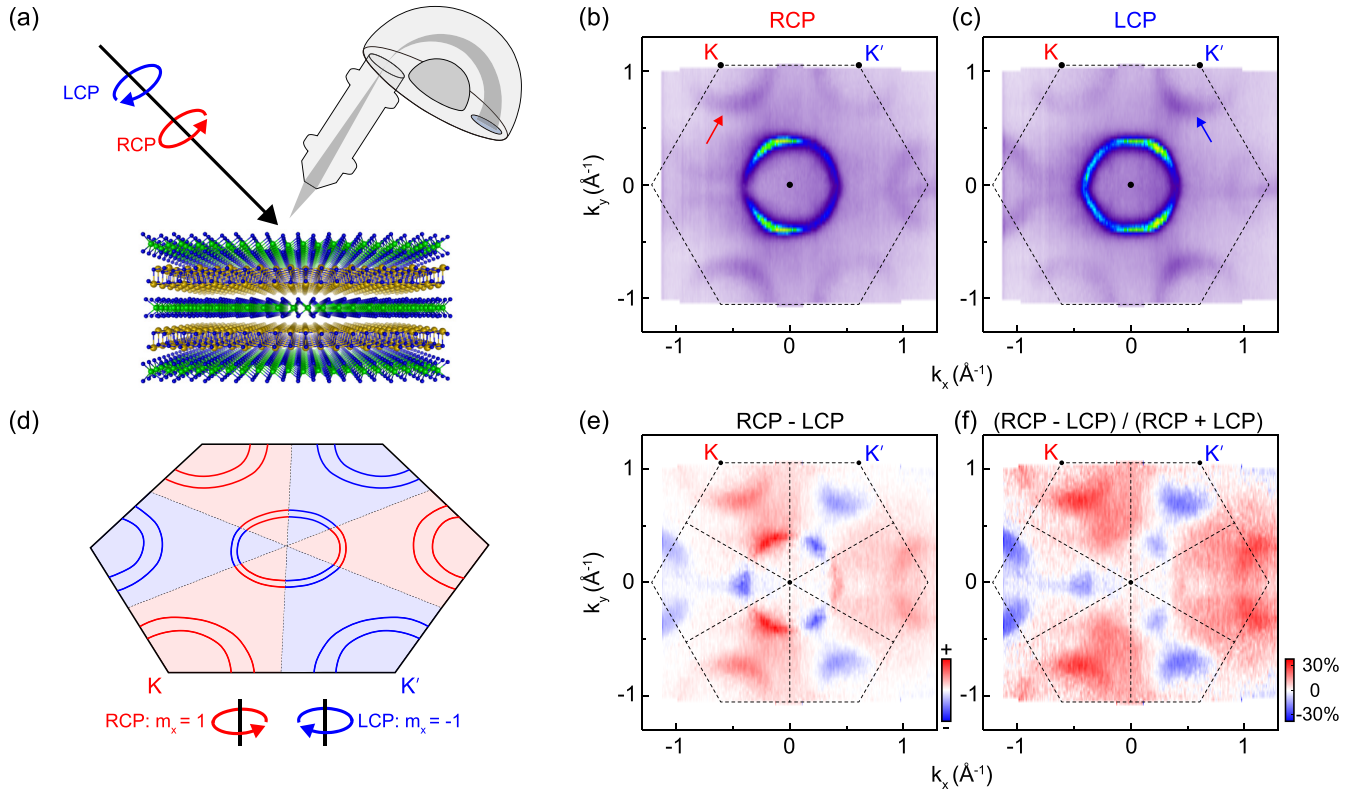 (a)
LCP
RCP
(b)
RCP
K
K′
1
0
-1
k_y (Å⁻¹)
-1
0
1
(c)
LCP
K
K′
1
0
-1
-1
0
1
k_x (Å⁻¹)
(d)
K
K′
RCP: m_x = 1
LCP: m_x = -1
(e)
RCP - LCP
K
K′
1
0
-1
k_y (Å⁻¹)
+
-
-1
0
1
(f)
(RCP - LCP) / (RCP + LCP)
K
K′
1
0
-1
30%
0
-30%
-1
0
1
k_x (Å⁻¹)